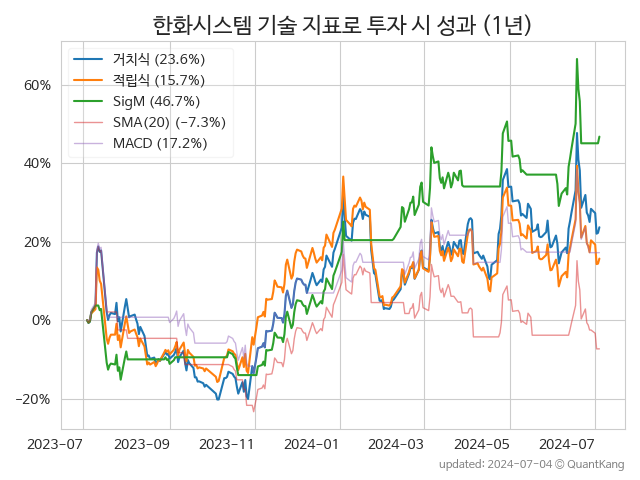 한화시스템 기술 지표로 투자 시 성과 (1년)
거치식 (23.6%)
적립식 (15.7%)
SigM (46.7%)
SMA(20) (-7.3%)
MACD (17.2%)
60%
40%
20%
0%
-20%
2023-07 2023-09 2023-11 2024-01 2024-03 2024-05 2024-07
updated: 2024-07-04 © QuantKang